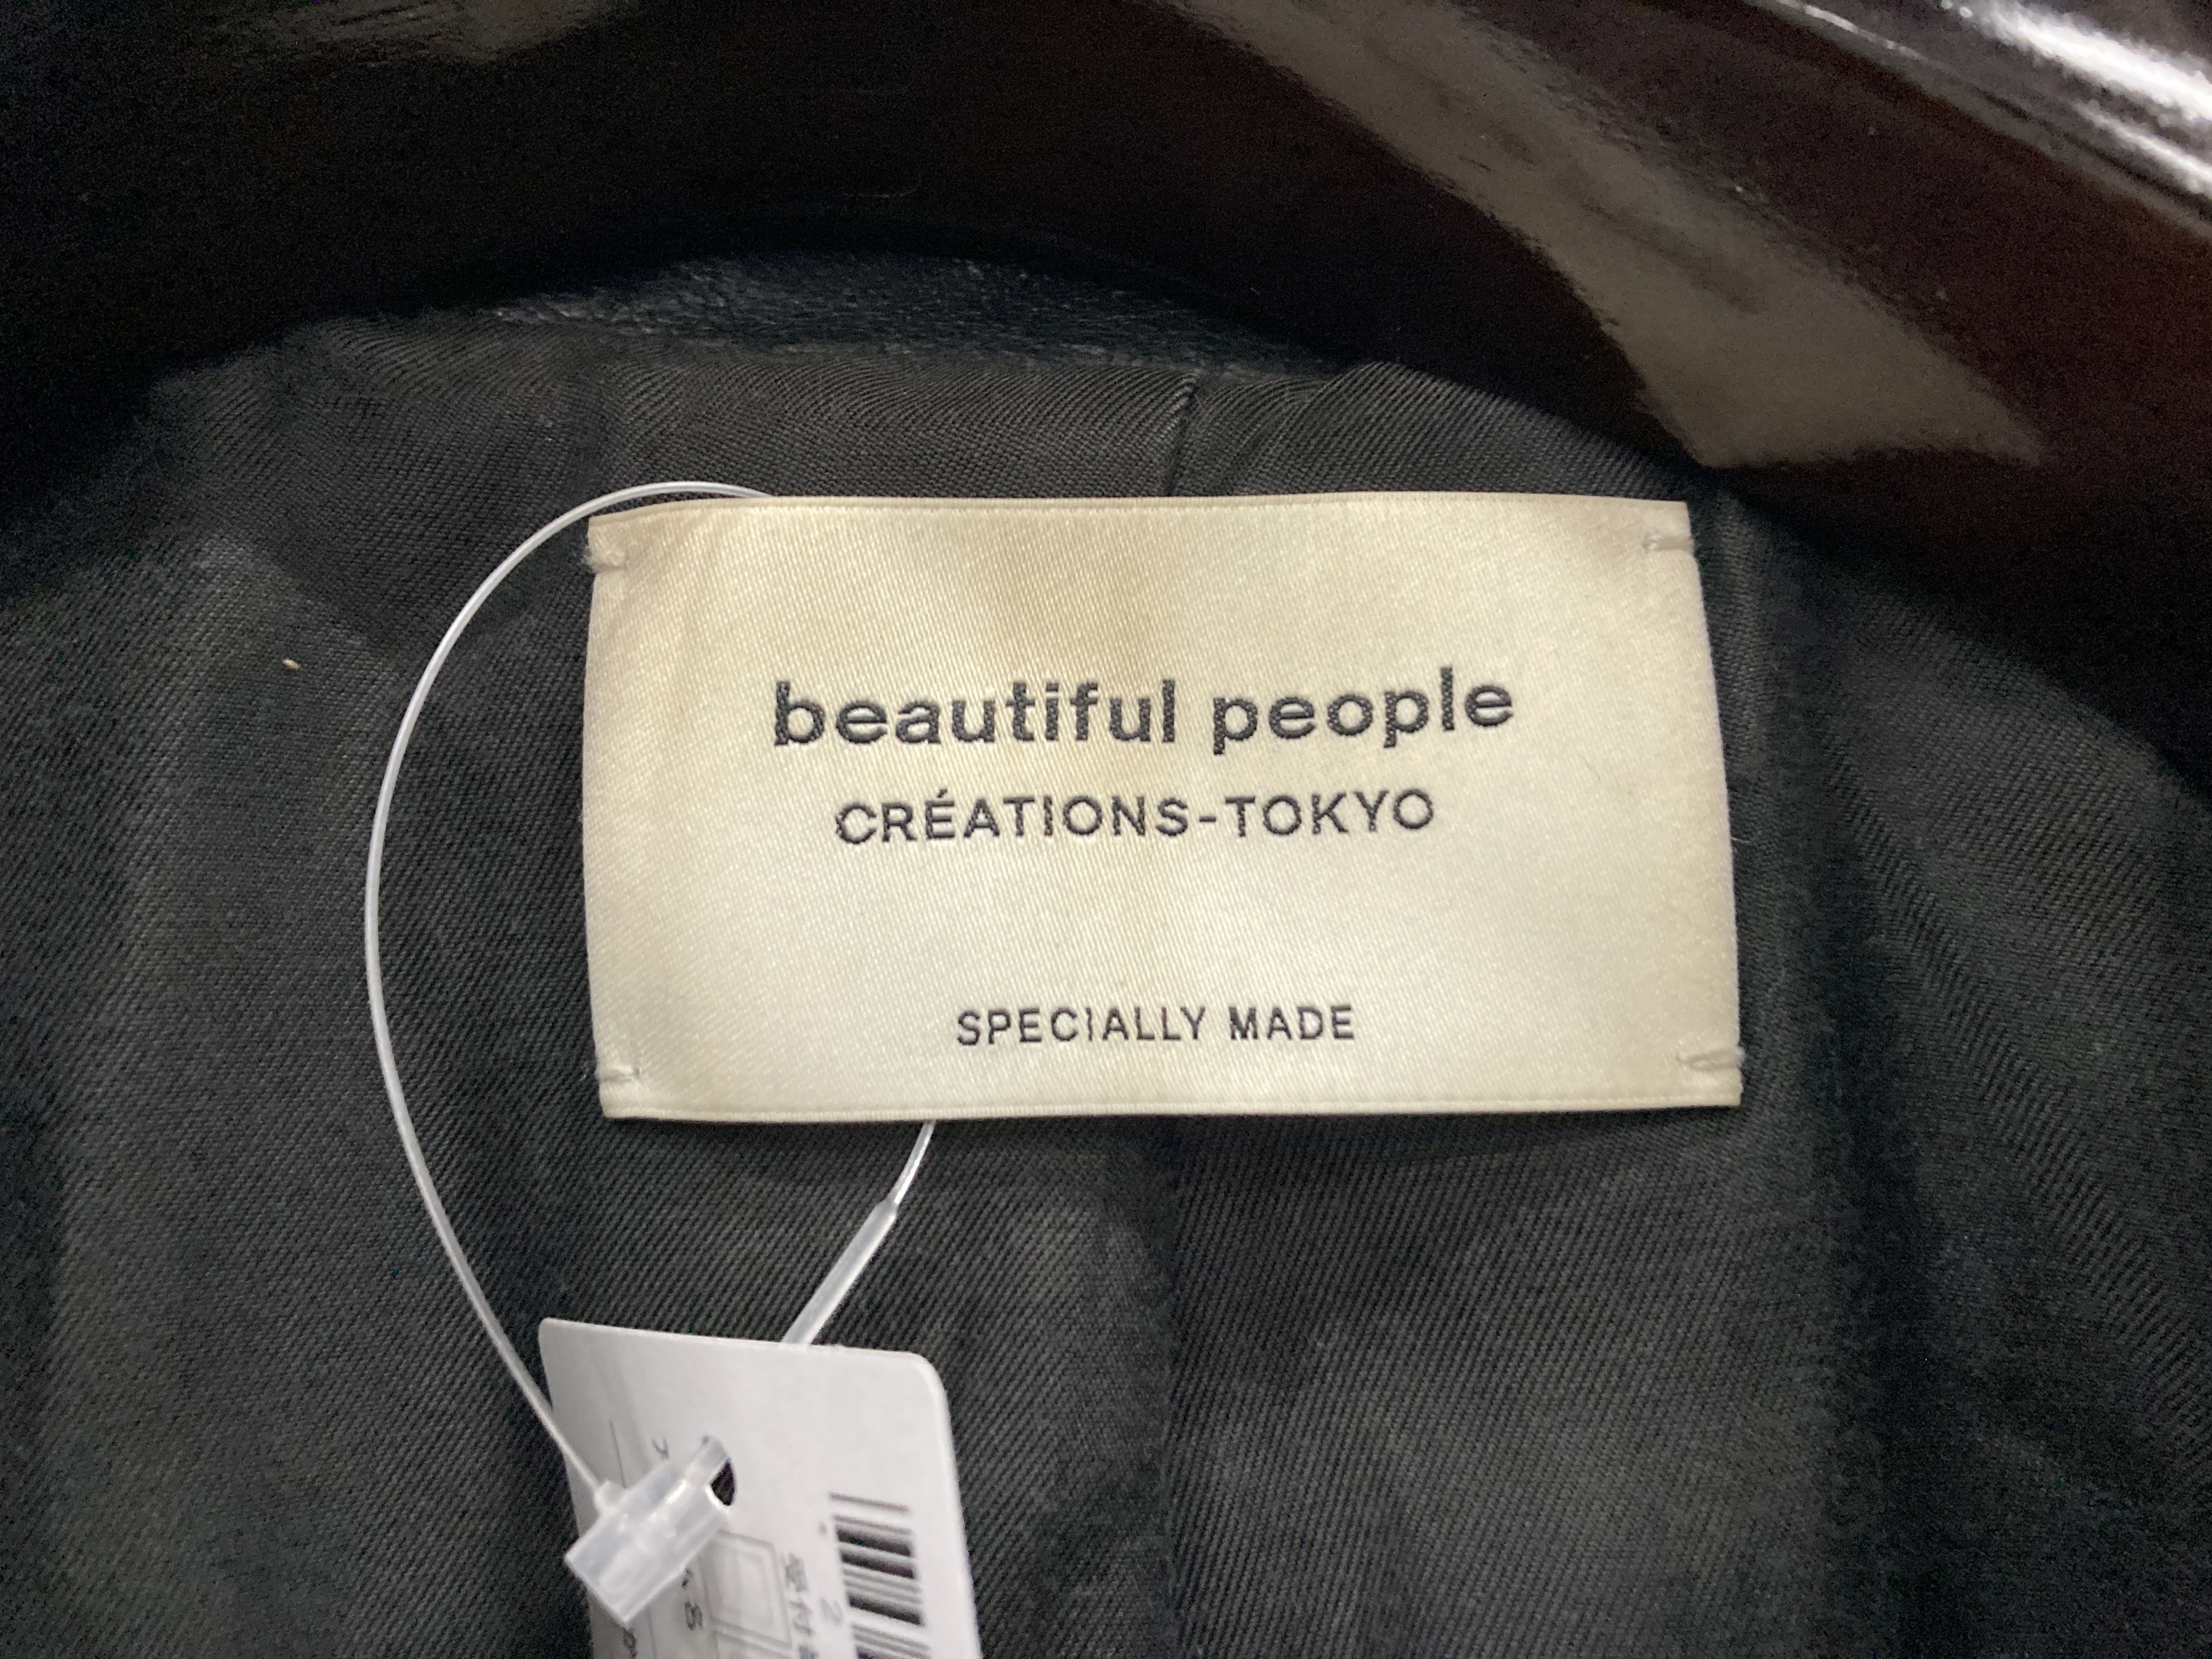 beautiful people
CRÉATIONS-TOKYO
SPECIALLY MADE